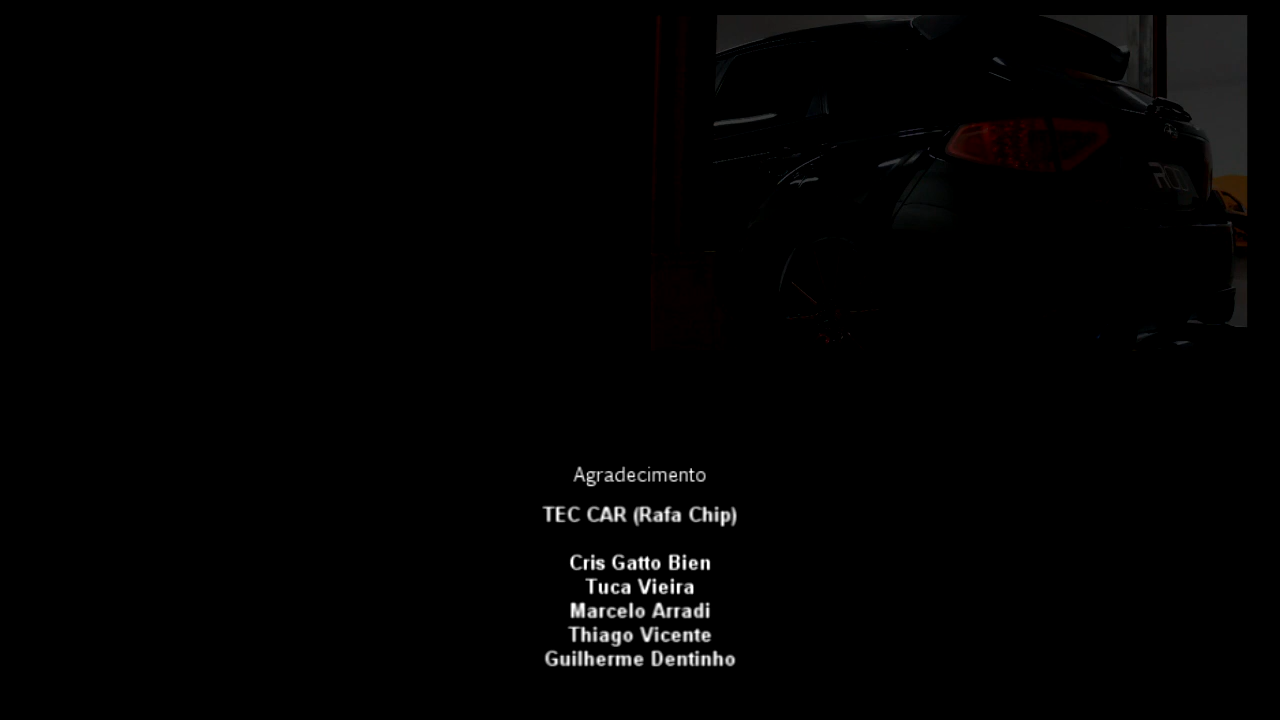 Agradecimento
TEC CAR (Rafa Chip)
Cris Gatto Bien
Tuca Vieira
Marcelo Arradi
Thiago Vicente
Guilherme Dentinho